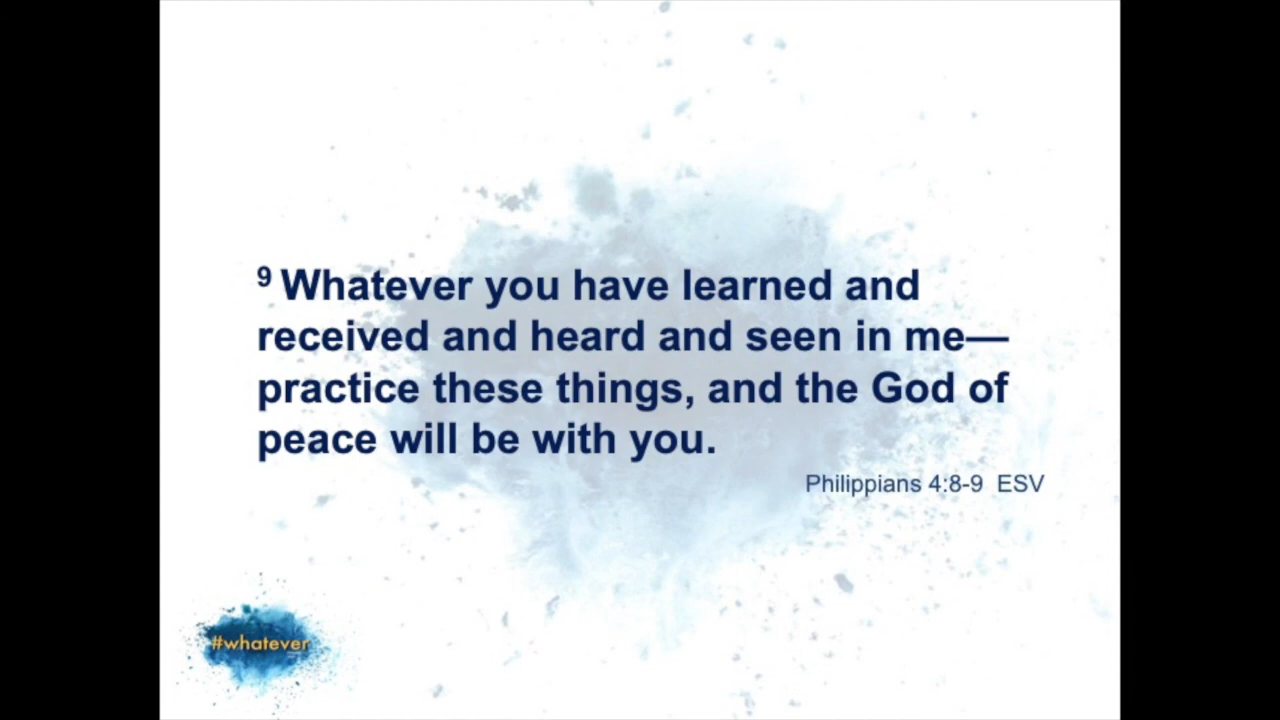 9 Whatever you have learned and
received and heard and seen in me—
practice these things, and the God of
peace will be with you.
Philippians 4:8-9 ESV
#whatever